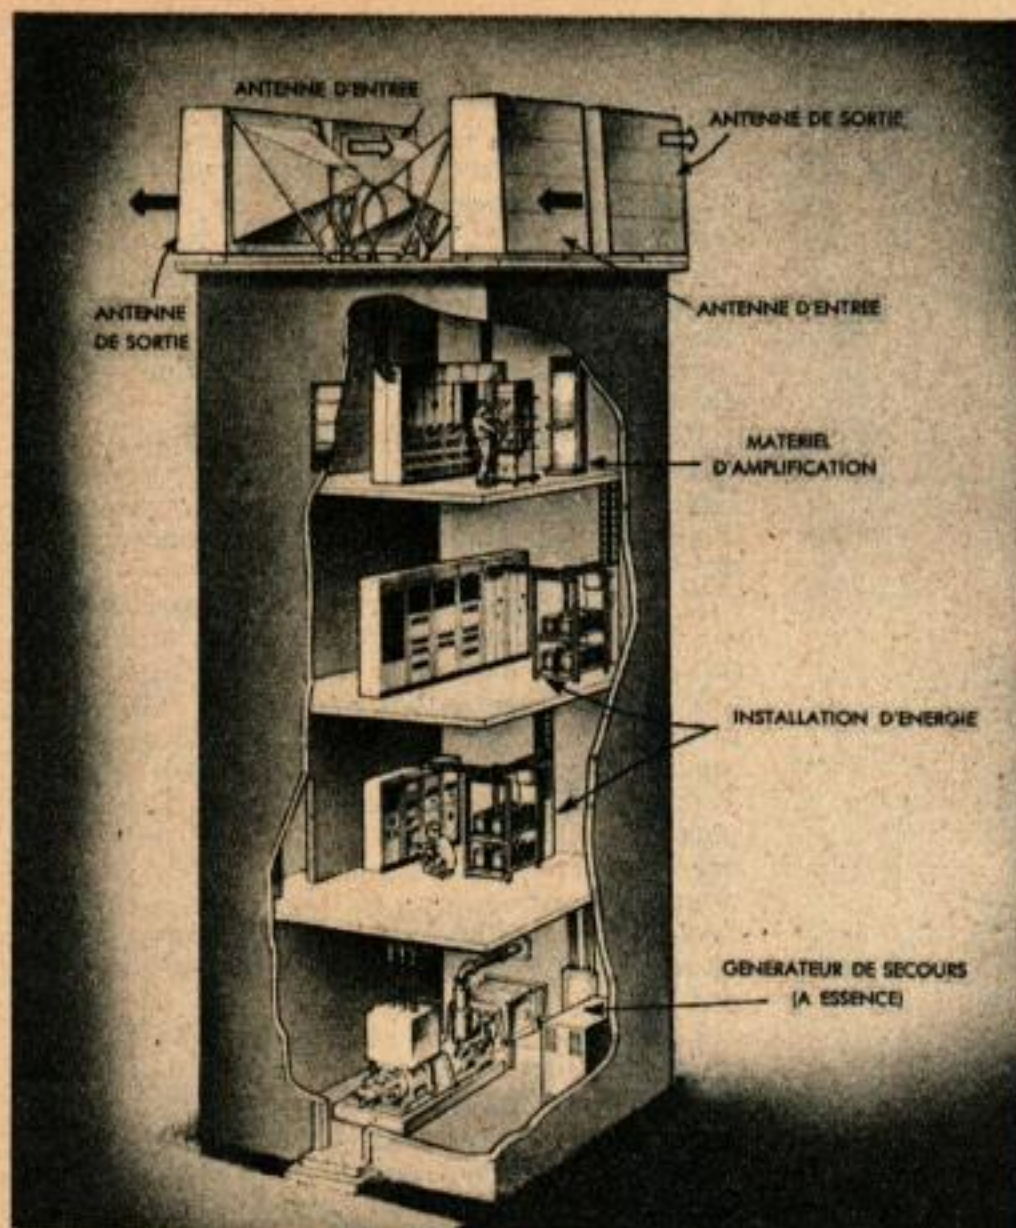 ANTENNE D'ENTREE
ANTENNE DE SORTIE
ANTENNE
DE SORTIE
ANTENNE D'ENTREE
MATERIEL
D'AMPLIFICATION
INSTALLATION D'ENERGIE
GENERATEUR DE SECOURS
(A ESSENCE)